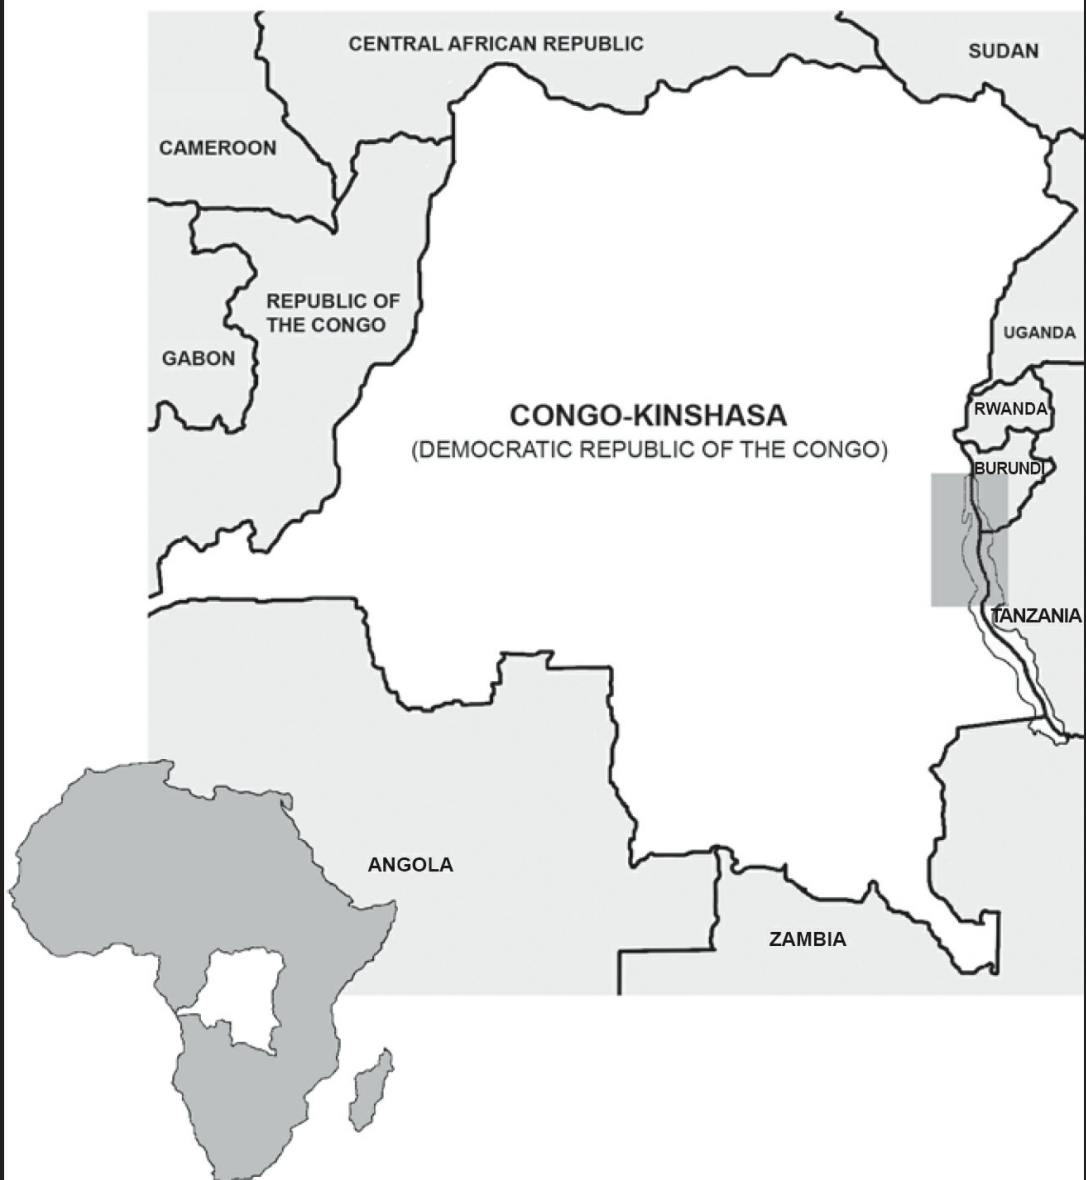 CENTRAL AFRICAN REPUBLIC
SUDAN
CAMEROON
REPUBLIC OF
THE CONGO
UGANDA
GABON
CONGO-KINSHASA
(DEMOCRATIC REPUBLIC OF THE CONGO)
RWANDA
BURUNDI
TANZANIA
ANGOLA
ZAMBIA